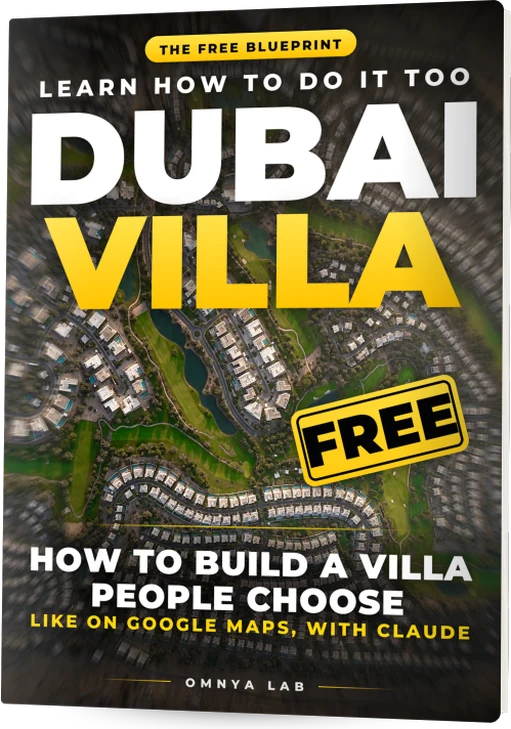 THE FREE BLUEPRINT
LEARN HOW TO DO IT TOO
DUBAI
VILLA
FREE
HOW TO BUILD A VILLA
PEOPLE CHOOSE
LIKE ON GOOGLE MAPS, WITH CLAUDE
OMNYA LAB